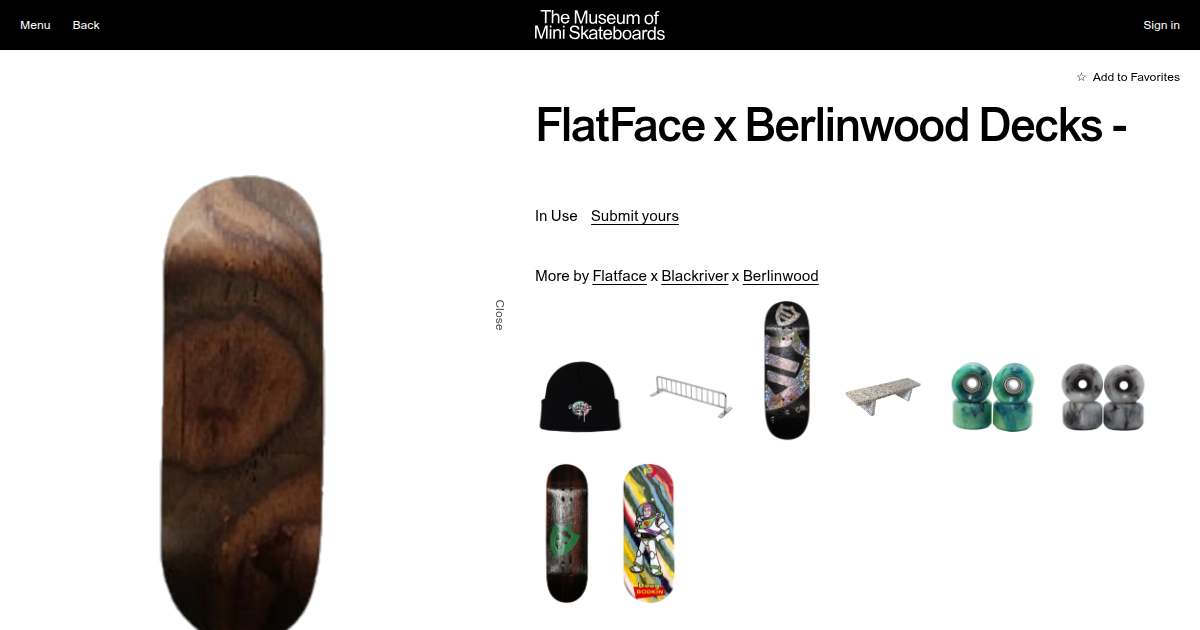 Menu Back
The Museum of
Mini Skateboards
Sign in
☆ Add to Favorites
FlatFace x Berlinwood Decks -
In Use Submit yours
More by Flatface x Blackriver x Berlinwood
Close
BODKIN